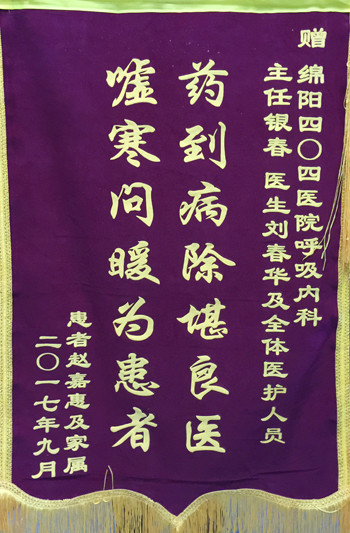 赠 绵阳四〇四医院呼吸内科
主任银春 医生刘春华及全体医护人员
药到病除堪良医
嘘寒问暖为患者
患者赵嘉惠及家属
二〇一七年九月